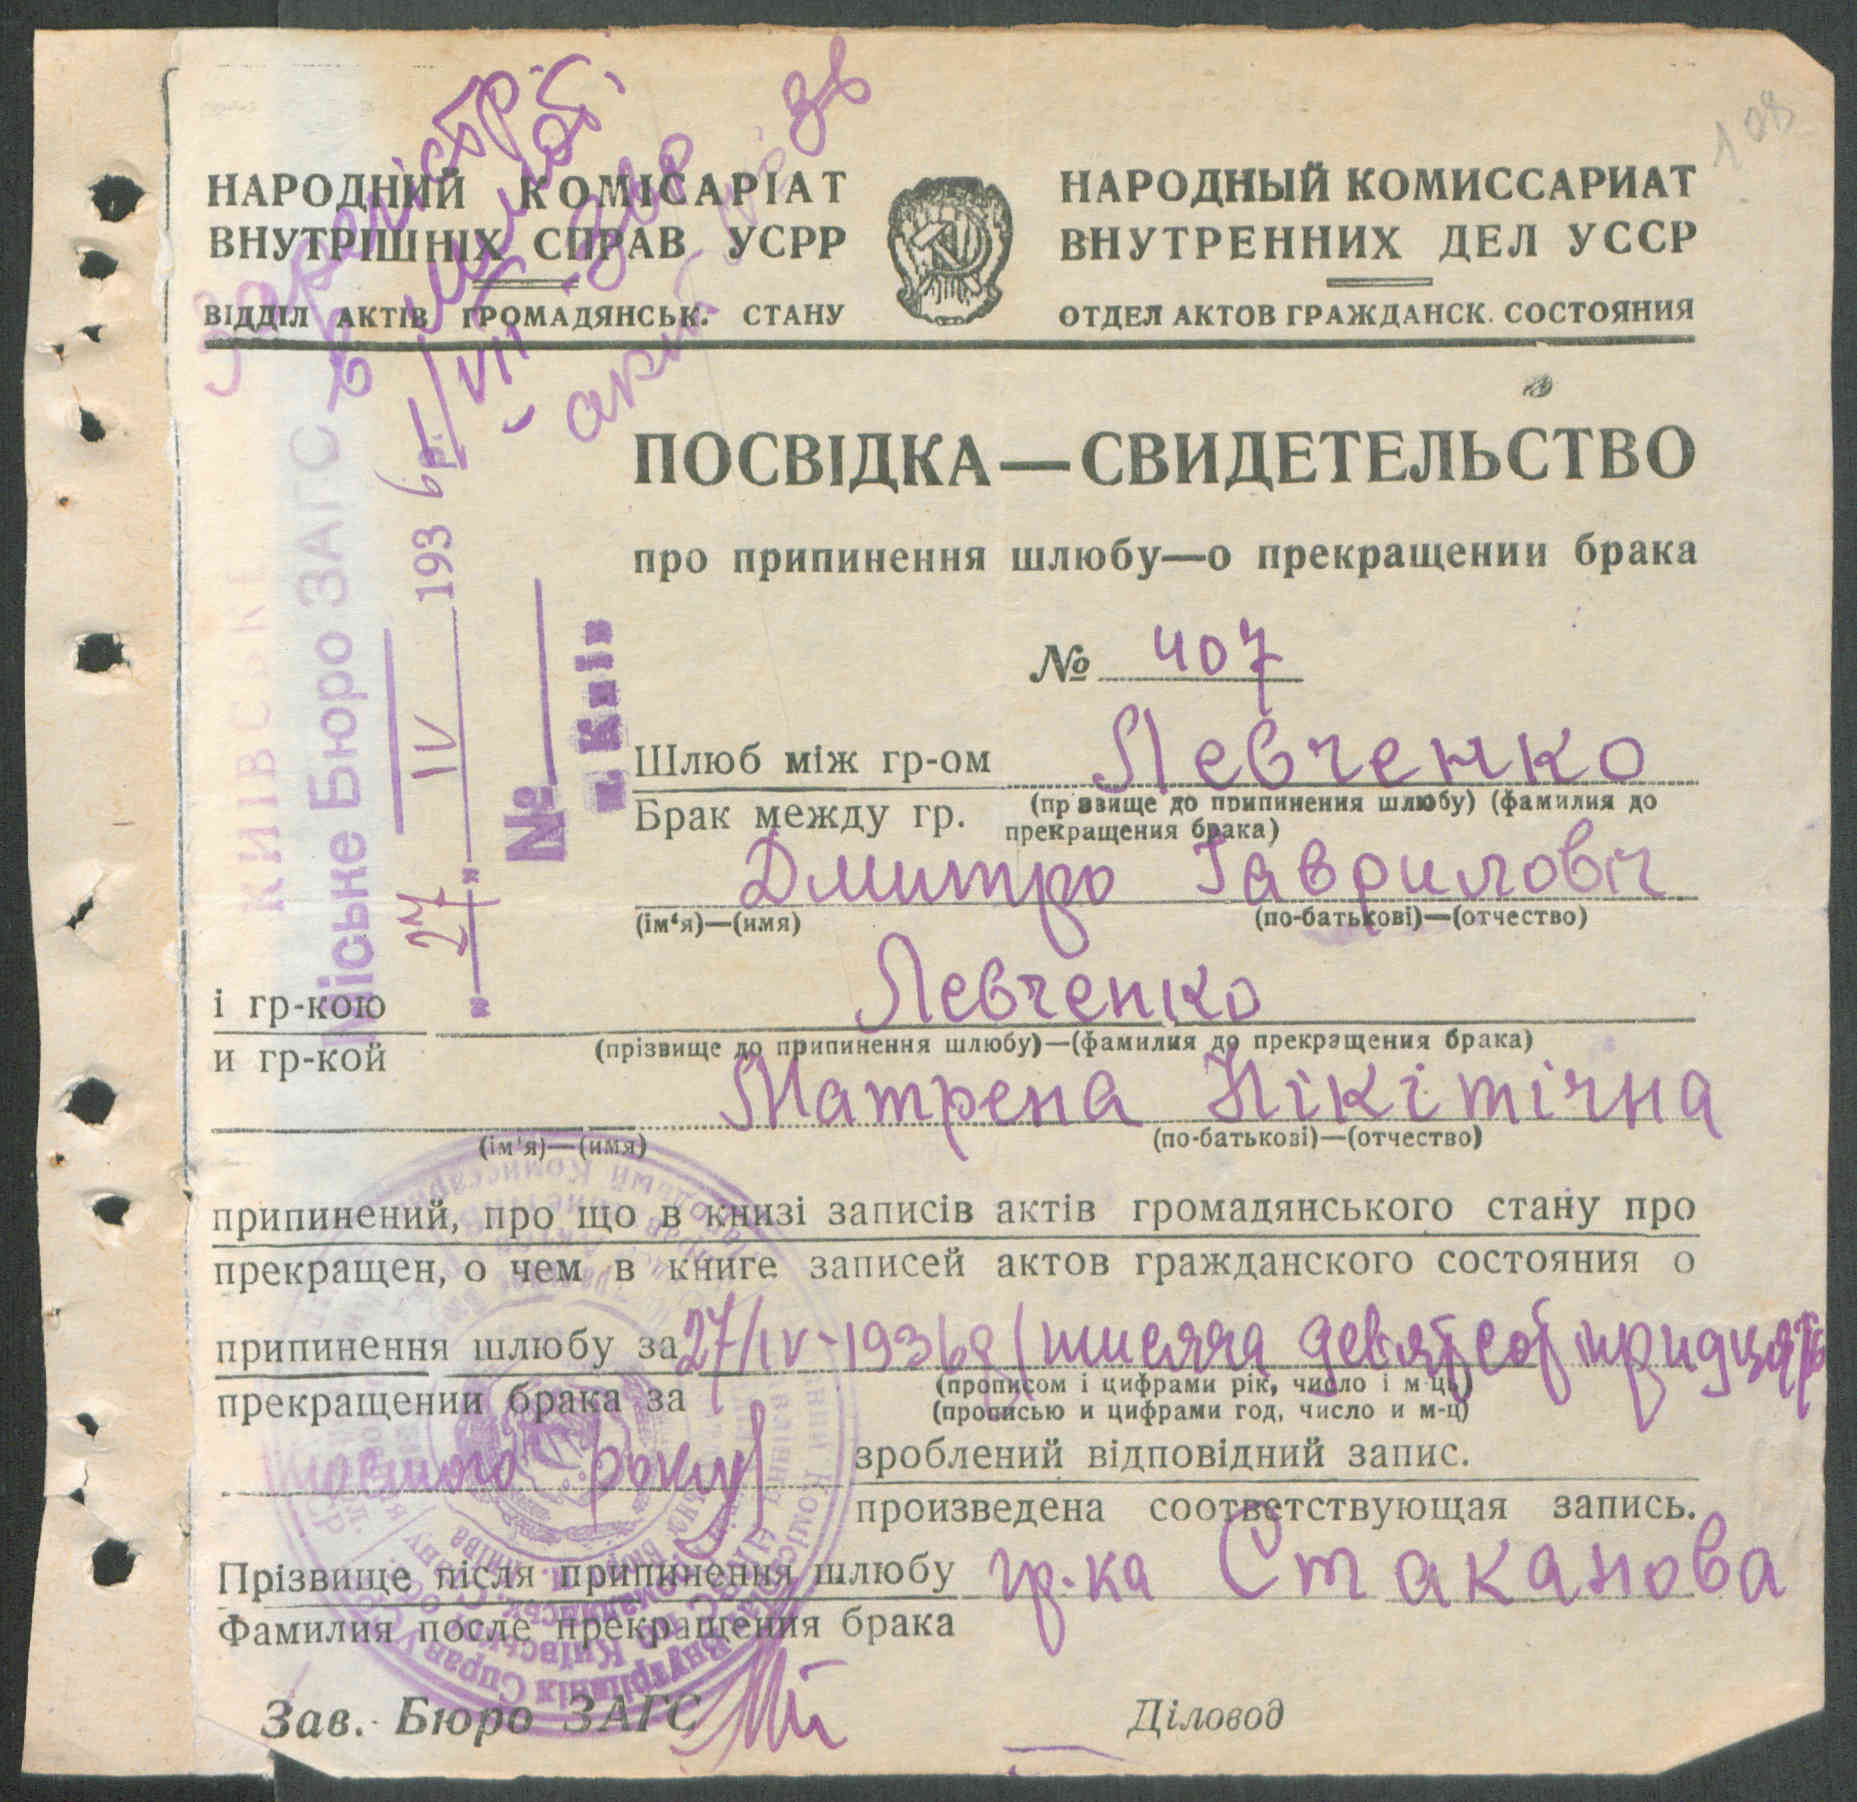 108
НАРОДНИЙ КОМІСАРІАТ
ВНУТРІШНІХ СПРАВ УСРР
ВІДДІЛ АКТІВ ГРОМАДЯНСЬК. СТАНУ
НАРОДНЫЙ КОМИССАРИАТ
ВНУТРЕННИХ ДЕЛ УССР
ОТДЕЛ АКТОВ ГРАЖДАНСК. СОСТОЯНИЯ
КИЇВСЬКЕ
Міське Бюро ЗАГС
"27" IV 1936р.
№
м. Київ
ПОСВІДКА—СВИДЕТЕЛЬСТВО
про припинення шлюбу—о прекращении брака
№ 407
Шлюб між гр-ом Левченко
Брак между гр.
(прізвище до припинення шлюбу) (фамилия до
прекращения брака)
Дмитро Гаврилович
(ім‘я)—(имя) (по-батькові)—(отчество)
і гр-кою Левченко
и гр-кой
(прізвище до припинення шлюбу)—(фамилия до прекращения брака)
Матрена Нікітічна
(ім‘я)—(имя) (по-батькові)—(отчество)
припинений, про що в книзі записів актів громадянського стану про
прекращен, о чем в книге записей актов гражданского состояния о
припинення шлюбу за 27/IV-1936р (тисяча девятсот тридцять
прекращении брака за
(прописом і цифрами рік, число і м-ць)
(прописью и цифрами год, число и м-ц)
шостого року) зроблений відповідний запис.
произведена соответствующая запись.
Прізвище після припинення шлюбу гр-ка Стаканова
Фамилия после прекращения брака
Зав. Бюро ЗАГС Діловод